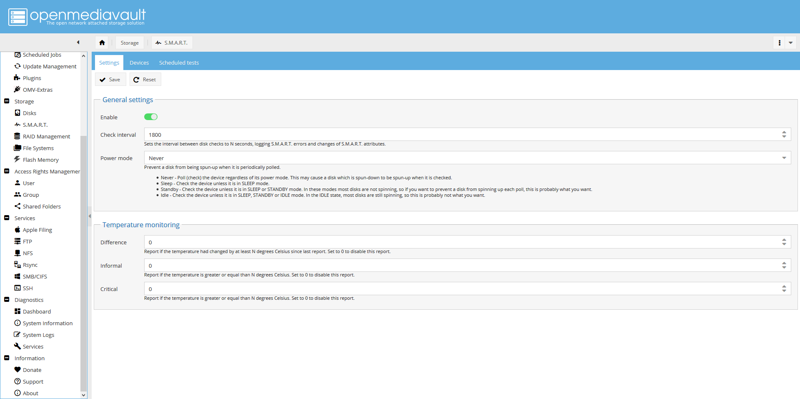 openmediavault
The open network attached storage solution
Storage
S.M.A.R.T.
Scheduled Jobs
Update Management
Plugins
OMV-Extras
Storage
Disks
S.M.A.R.T.
RAID Management
File Systems
Flash Memory
Access Rights Managemer
User
Group
Shared Folders
Services
Apple Filing
FTP
NFS
Rsync
SMB/CIFS
SSH
Diagnostics
Dashboard
System Information
System Logs
Services
Information
Donate
Support
About
Settings
Devices
Scheduled tests
Save
Reset
General settings
Enable
Check interval
1800
Sets the interval between disk checks to N seconds, logging S.M.A.R.T. errors and changes of S.M.A.R.T. attributes.
Power mode
Never
Prevent a disk from being spun-up when it is periodically polled.
• Never - Poll (check) the device regardless of its power mode. This may cause a disk which is spun-down to be spun-up when it is checked.
• Sleep - Check the device unless it is in SLEEP mode.
• Standby - Check the device unless it is in SLEEP or STANDBY mode. In these modes most disks are not spinning, so if you want to prevent a disk from spinning up each poll, this is probably what you want.
• Idle - Check the device unless it is in SLEEP, STANDBY or IDLE mode. In the IDLE state, most disks are still spinning, so this is probably not what you want.
Temperature monitoring
Difference
0
Report if the temperature had changed by at least N degrees Celsius since last report. Set to 0 to disable this report.
Informal
0
Report if the temperature is greater or equal than N degrees Celsius. Set to 0 to disable this report.
Critical
0
Report if the temperature is greater or equal than N degrees Celsius. Set to 0 to disable this report.